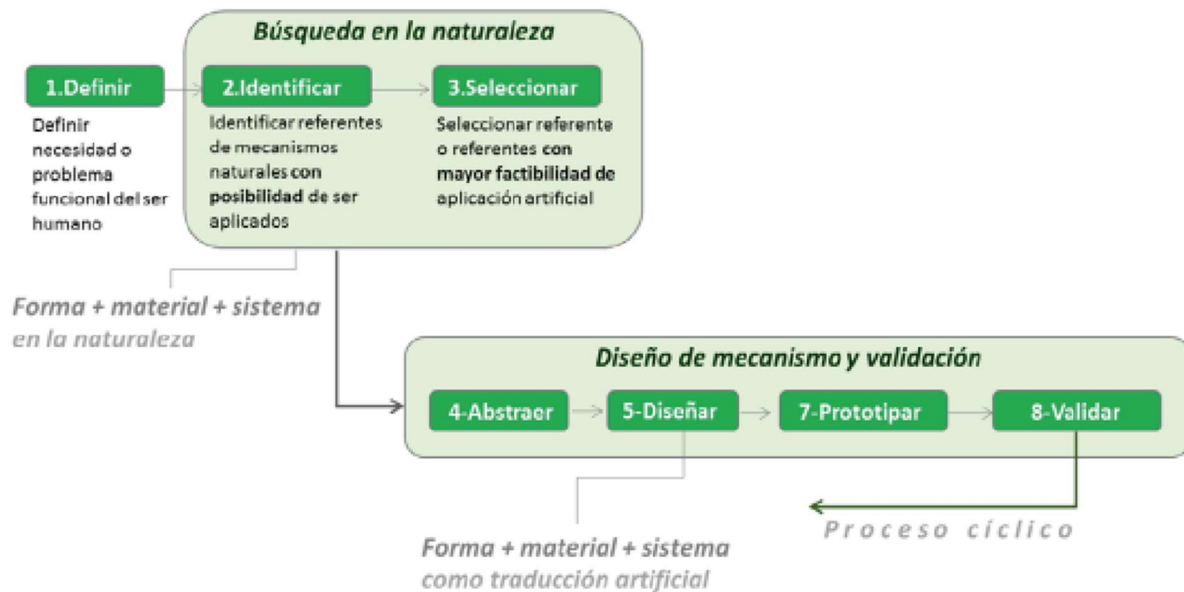 Búsqueda en la naturaleza
1.Definir
Definir
necesidad o
problema
funcional del ser
humano
2.Identificar
Identificar referentes
de mecanismos
naturales con
posibilidad de ser
aplicados
3.Seleccionar
Seleccionar referente
o referentes con
mayor factibilidad de
aplicación artificial
Forma + material + sistema
en la naturaleza
Diseño de mecanismo y validación
4-Abstraer
5-Diseñar
7-Prototipar
8-Validar
Proceso cíclico
Forma + material + sistema
como traducción artificial